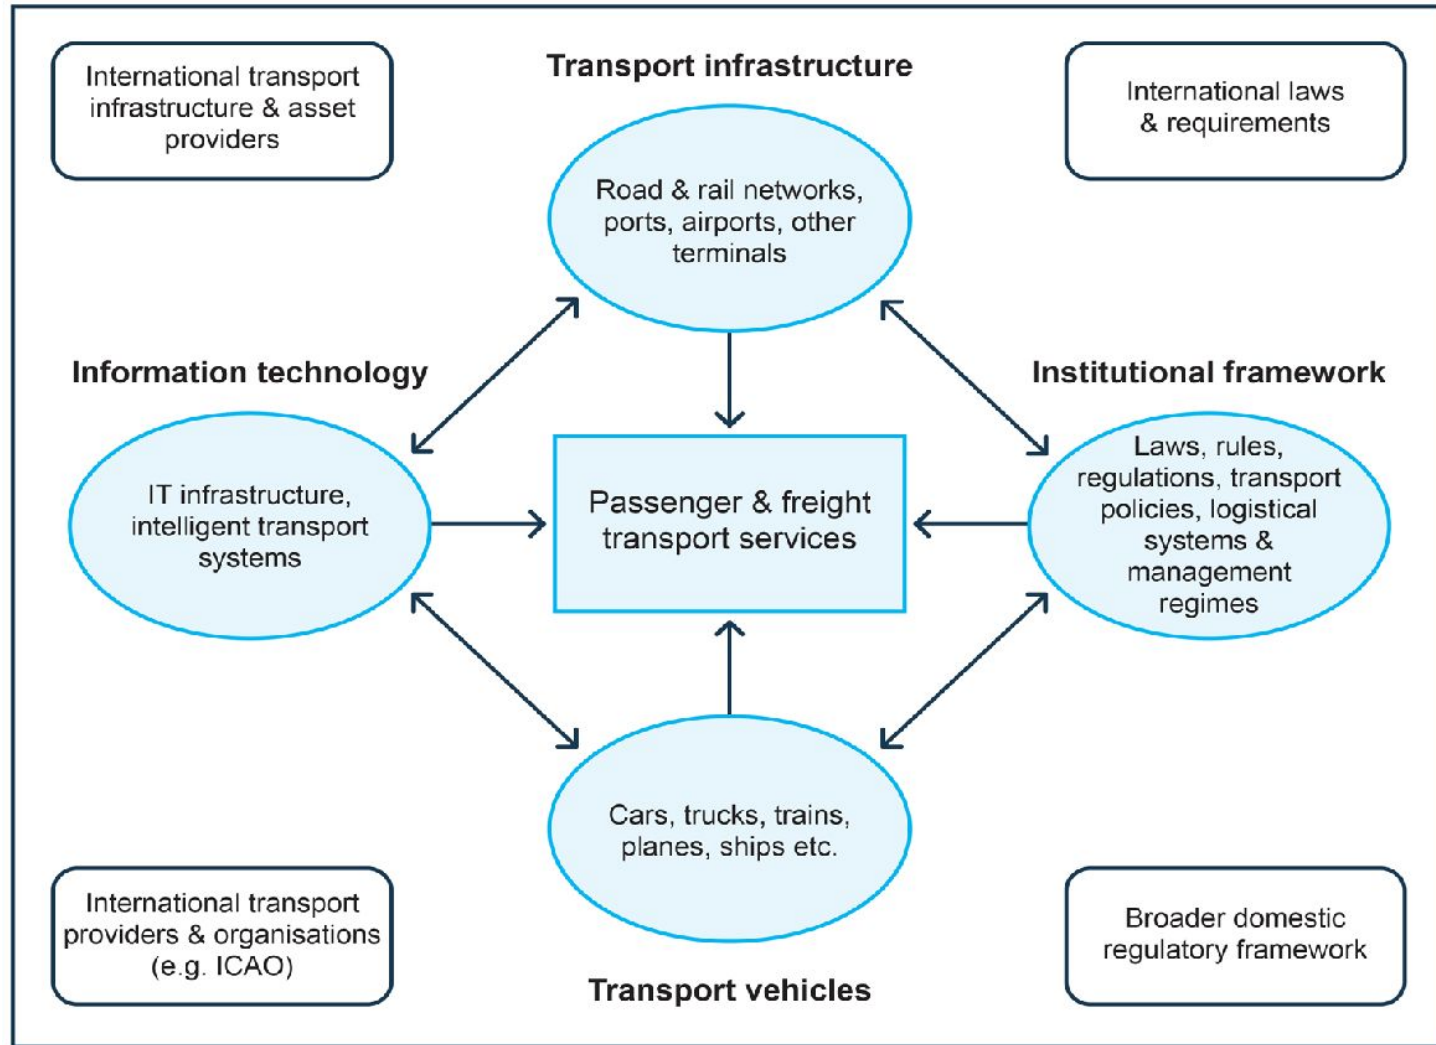 International transport
infrastructure & asset
providers
Transport infrastructure
International laws
& requirements
Road & rail networks,
ports, airports, other
terminals
Information technology
Institutional framework
IT infrastructure,
intelligent transport
systems
Passenger & freight
transport services
Laws, rules,
regulations, transport
policies, logistical
systems &
management
regimes
Cars, trucks, trains,
planes, ships etc.
International transport
providers & organisations
(e.g. ICAO)
Transport vehicles
Broader domestic
regulatory framework